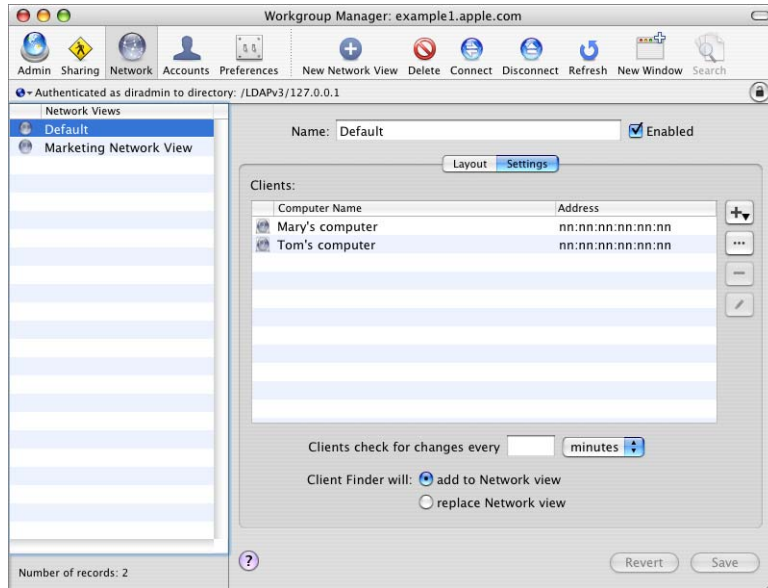 Workgroup Manager: example1.apple.com
Admin Sharing Network Accounts Preferences New Network View Delete Connect Disconnect Refresh New Window Search
Authenticated as diradmin to directory: /LDAPv3/127.0.0.1
Network Views
Default
Marketing Network View
Name: Default Enabled
Layout Settings
Clients:
Computer Name Address
Mary's computer nn:nn:nn:nn:nn:nn
Tom's computer nn:nn:nn:nn:nn:nn
Clients check for changes every minutes
Client Finder will: add to Network view
replace Network view
Number of records: 2
? Revert Save